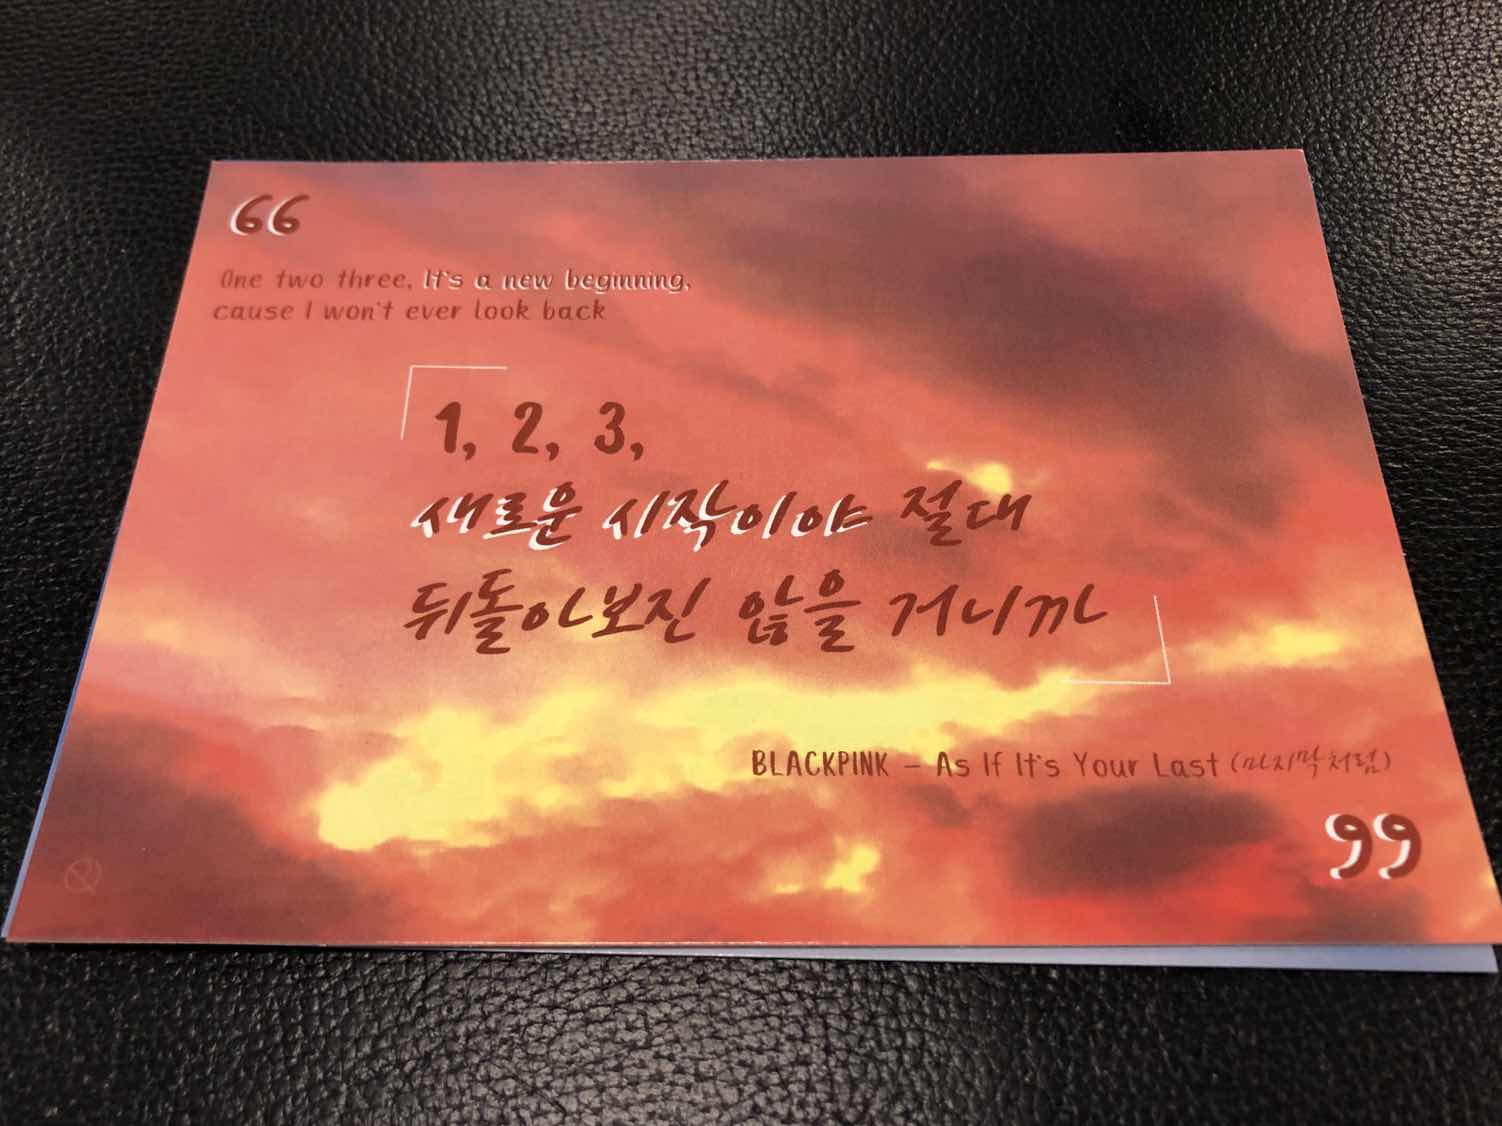 “
One two three, It's a new beginning,
cause I won't ever look back
1, 2, 3,
새로운 시작이야 절대
뒤돌아보진 않을 거니까
BLACKPINK - As If It's Your Last (마지막처럼)
”